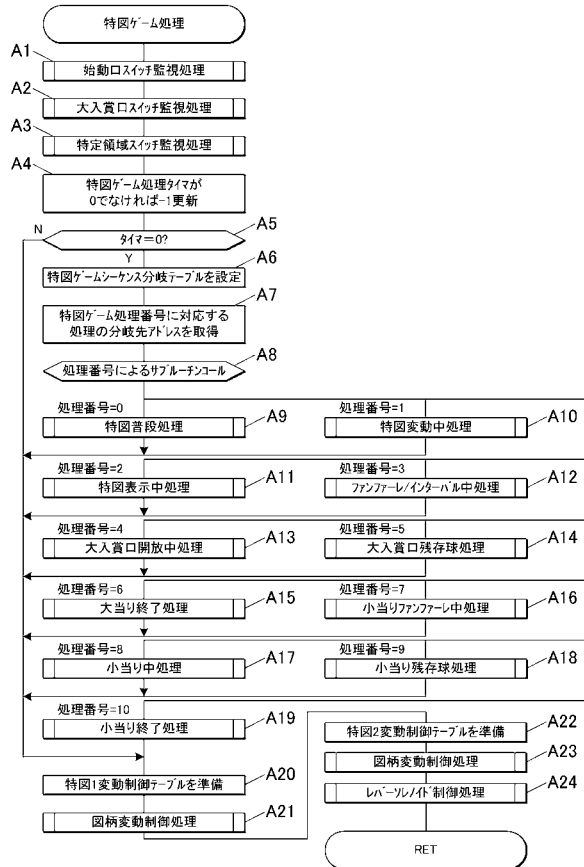 特図ゲーム処理
A1
始動口スイッチ監視処理
A2
大入賞口スイッチ監視処理
A3
特定領域スイッチ監視処理
A4
特図ゲーム処理タイマが
0でなければ-1更新
N
A5
タイマ=0?
Y
A6
特図ゲームシーケンス分岐テーブルを設定
A7
特図ゲーム処理番号に対応する
処理の分岐先アドレスを取得
A8
処理番号によるサブルーチンコール
処理番号=0
特図普段処理
A9
処理番号=1
特図変動中処理
A10
処理番号=2
特図表示中処理
A11
処理番号=3
ファンファーレ/インターバル中処理
A12
処理番号=4
大入賞口開放中処理
A13
処理番号=5
大入賞口残存球処理
A14
処理番号=6
大当り終了処理
A15
処理番号=7
小当りファンファーレ中処理
A16
処理番号=8
小当り中処理
A17
処理番号=9
小当り残存球処理
A18
処理番号=10
小当り終了処理
A19
特図1変動制御テーブルを準備
A20
図柄変動制御処理
A21
特図2変動制御テーブルを準備
A22
図柄変動制御処理
A23
レバーソレノイド制御処理
A24
RET